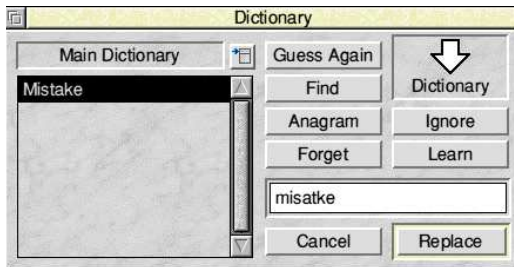 Dictionary
Main Dictionary
Mistake
Guess Again
Find
Anagram
Forget
Dictionary
Ignore
Learn
misatke
Cancel
Replace